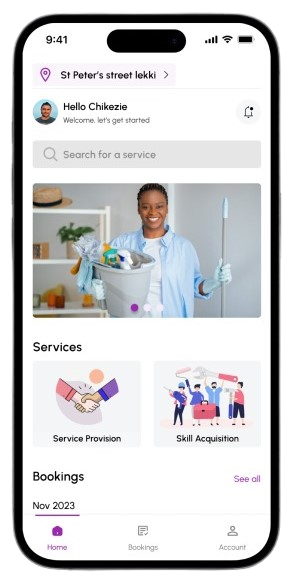 9:41
St Peter's street lekki
Hello Chikezie
Welcome, let's get started
Search for a service
Services
Service Provision
Skill Acquisition
Bookings
See all
Nov 2023
Home
Bookings
Account